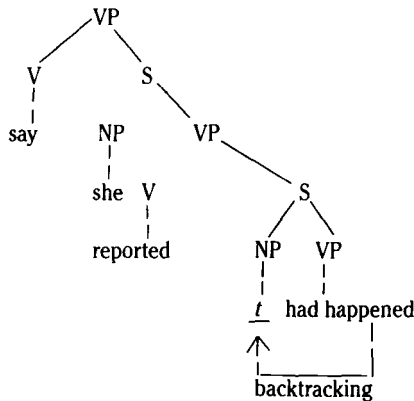 VP
V S
say NP VP
she V S
reported NP VP
t had happened
backtracking